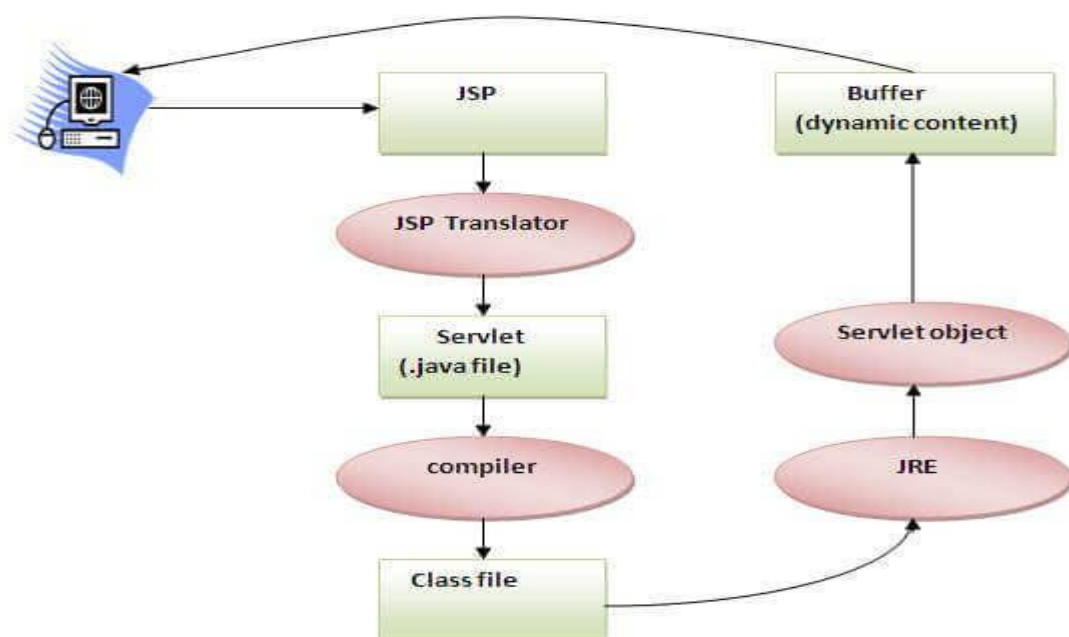 JSP
JSP Translator
Servlet
(.java file)
compiler
Class file
JRE
Servlet object
Buffer
(dynamic content)